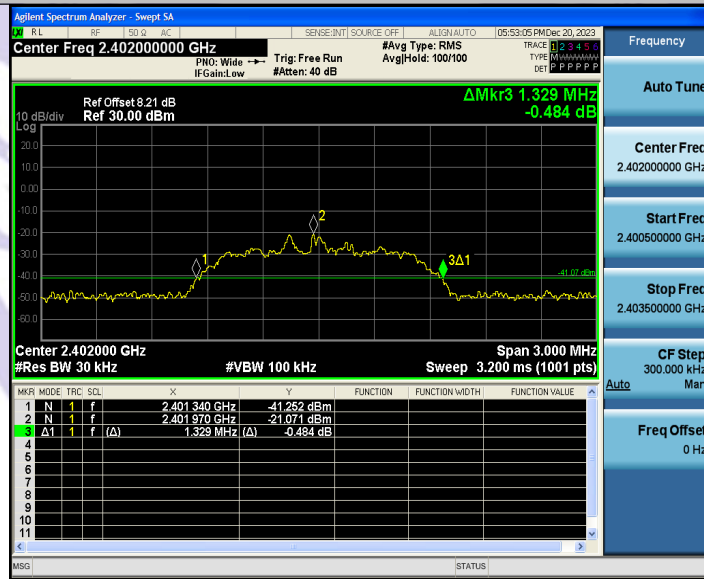 Agilent Spectrum Analyzer - Swept SA
RL RF 50 Ω AC SENSE:INT SOURCE OFF ALIGNAUTO 05:53:05 PM Dec 20, 2023
Center Freq 2.402000000 GHz
#Avg Type: RMS
TRACE 1 2 3 4 5 6
PNO: Wide
Trig: Free Run
Avg|Hold: 100/100
TYPE M
IFGain:Low
#Atten: 40 dB
DET P P P P P P
Ref Offset 8.21 dB
ΔMkr3 1.329 MHz
10 dB/div
Ref 30.00 dBm
-0.484 dB
Log
20.0
10.0
0.00
-10.0
-20.0
-30.0
-40.0
-50.0
-60.0
2
1
3Δ1
-41.07 dBm
Center 2.402000 GHz
Span 3.000 MHz
#Res BW 30 kHz
#VBW 100 kHz
Sweep 3.200 ms (1001 pts)
MKR MODE TRC SCL X Y FUNCTION FUNCTION WIDTH FUNCTION VALUE
1 N 1 f 2.401 340 GHz -41.252 dBm
2 N 1 f 2.401 970 GHz -21.071 dBm
3 Δ1 1 f (Δ) 1.329 MHz (Δ) -0.484 dB
4
5
6
7
8
9
10
11
MSG
STATUS
Frequency
Auto Tune
Center Freq
2.402000000 GHz
Start Freq
2.400500000 GHz
Stop Freq
2.403500000 GHz
CF Step
300.000 kHz
Auto Man
Freq Offset
0 Hz